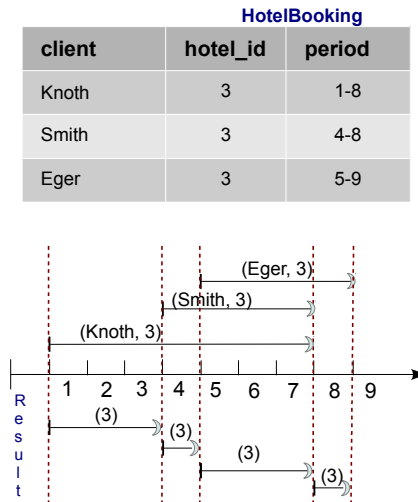 HotelBooking
client hotel_id period
Knoth 3 1-8
Smith 3 4-8
Eger 3 5-9
(Eger, 3)
(Smith, 3)
(Knoth, 3)
1 2 3 4 5 6 7 8 9
Result
(3)
(3)
(3)
(3)